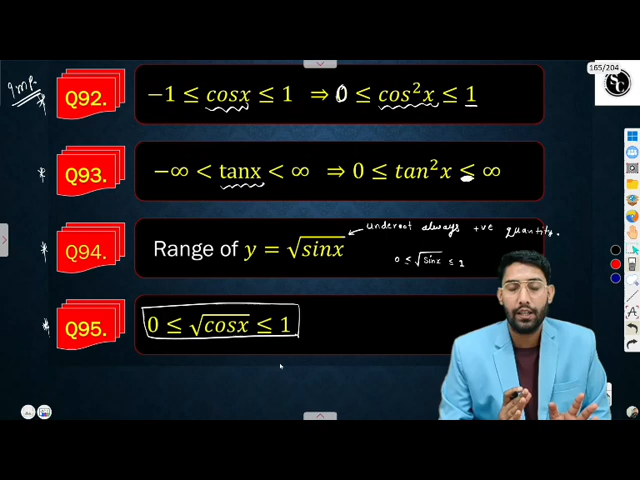 165/204
Imp.
Q92. −1 ≤ cosx ≤ 1 ⇒ 0 ≤ cos²x ≤ 1
Q93. −∞ < tanx < ∞ ⇒ 0 ≤ tan²x ≤ ∞
underoot always +ve quantity.
Q94. Range of y = √sinx
0 ≤ √sinx ≤ 1
Q95. 0 ≤ √cosx ≤ 1